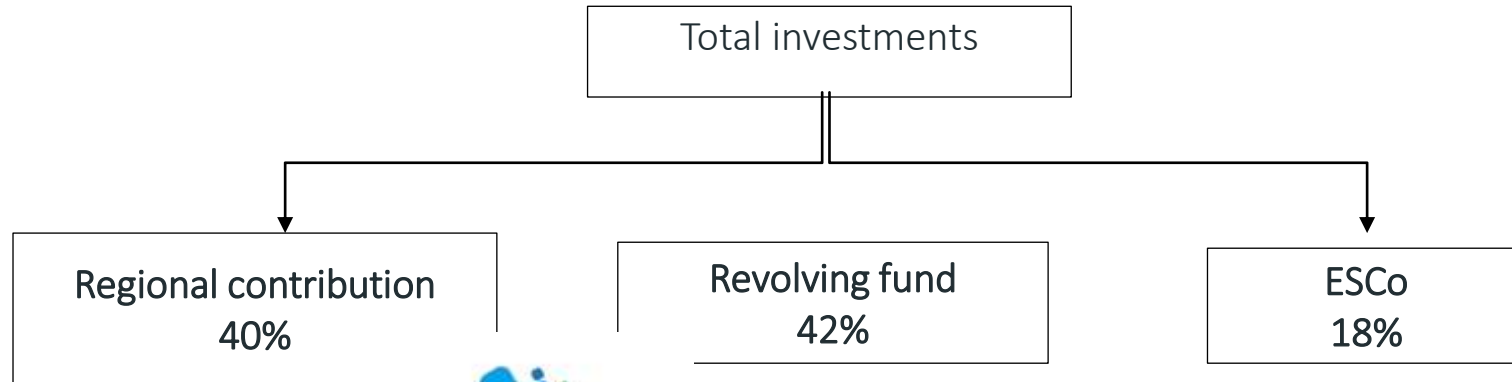 Total investments
Regional contribution
40%
Revolving fund
42%
ESCo
18%